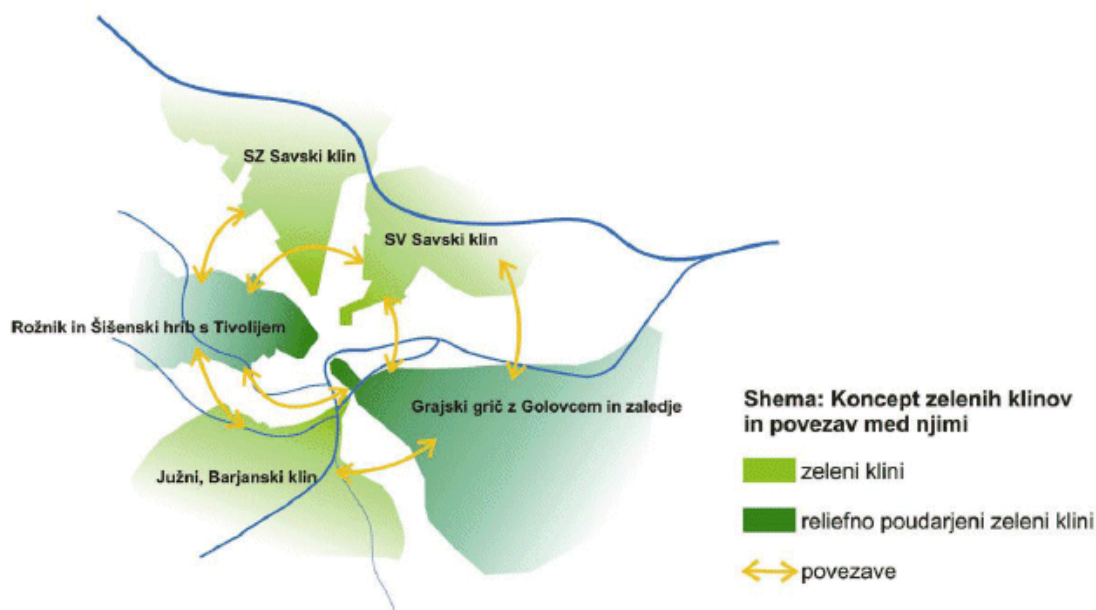 SZ Savski klin
SV Savski klin
Rožnik in Šišenski hrib s Tivolijem
Grajski grič z Golovcem in zaledje
Južni, Barjanski klin
Shema: Koncept zelenih klinov
in povezav med njimi
zeleni klini
reliefno poudarjeni zeleni klini
povezave